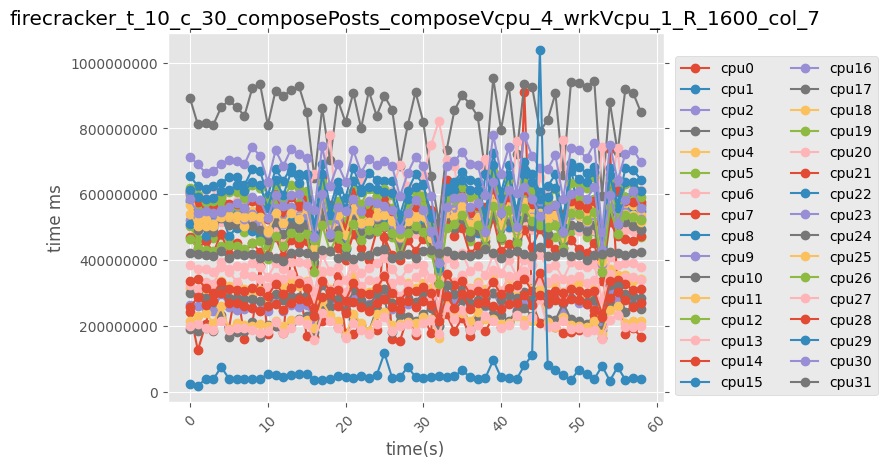 firecracker_t_10_c_30_composePosts_composeVcpu_4_wrkVcpu_1_R_1600_col_7
1000000000
800000000
600000000
400000000
200000000
0
time ms
0
10
20
30
40
50
60
time(s)
cpu0
cpu1
cpu2
cpu3
cpu4
cpu5
cpu6
cpu7
cpu8
cpu9
cpu10
cpu11
cpu12
cpu13
cpu14
cpu15
cpu16
cpu17
cpu18
cpu19
cpu20
cpu21
cpu22
cpu23
cpu24
cpu25
cpu26
cpu27
cpu28
cpu29
cpu30
cpu31